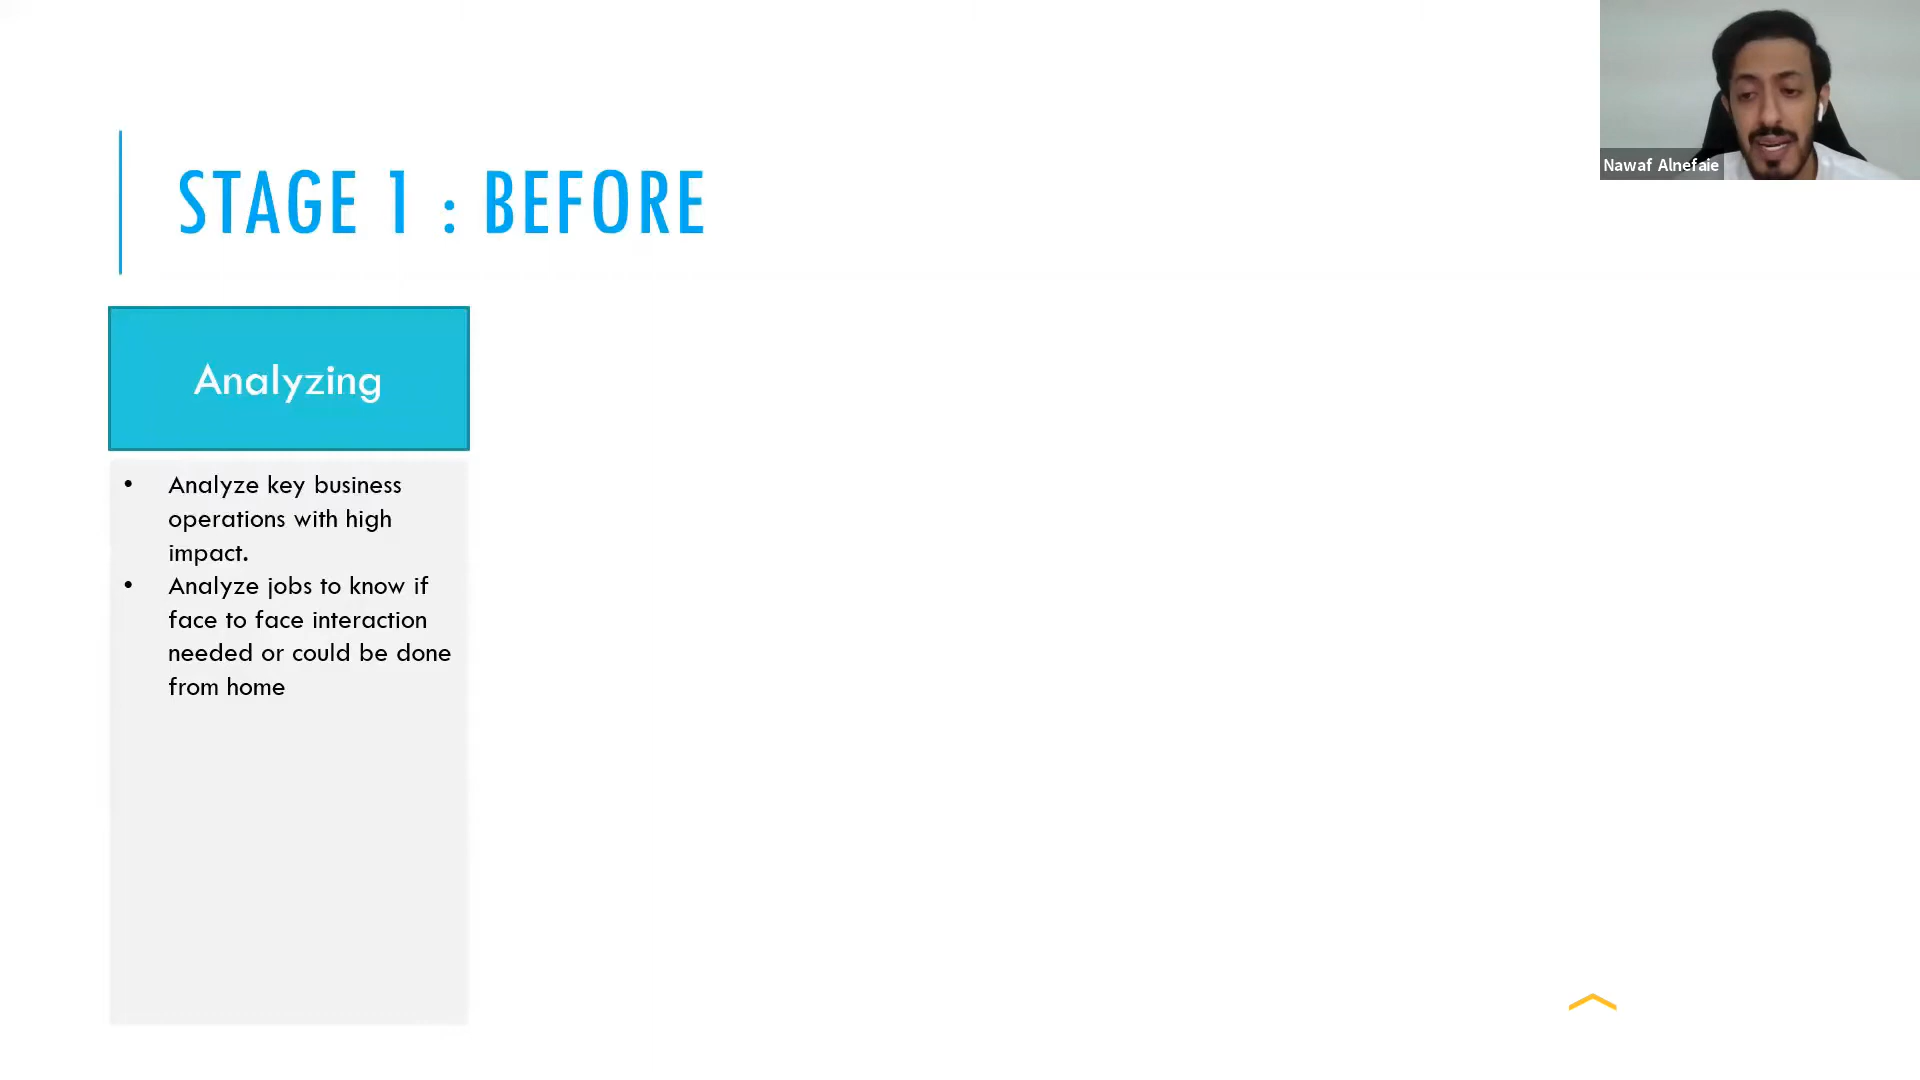 STAGE 1 : BEFORE
Nawaf Alnefaie
Analyzing
• Analyze key business
operations with high
impact.
• Analyze jobs to know if
face to face interaction
needed or could be done
from home